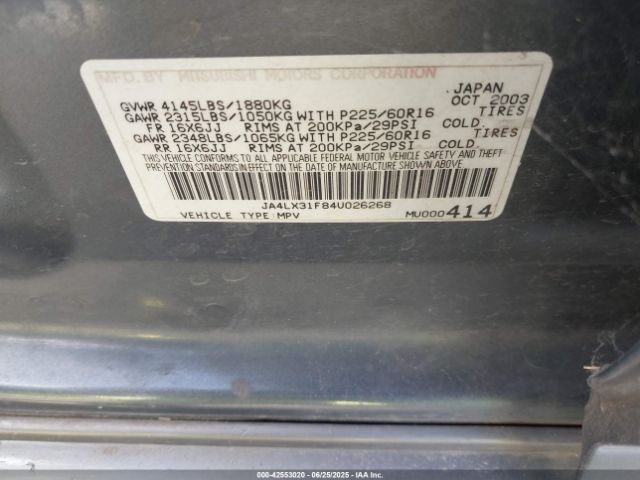 MFD. BY MITSUBISHI MOTORS CORPORATION JAPAN
GVWR 4145LBS/1880KG OCT 2003
GAWR 2315LBS/1050KG WITH P225/60R16 TIRES
FR 16X6JJ RIMS AT 200KPa/29PSI COLD.
GAWR 2348LBS/1065KG WITH P225/60R16 TIRES
RR 16X6JJ RIMS AT 200KPa/29PSI COLD.
THIS VEHICLE CONFORMS TO ALL APPLICABLE FEDERAL MOTOR VEHICLE SAFETY AND THEFT
PREVENTION STANDARDS IN EFFECT ON THE DATE OF MANUFACTURE SHOWN ABOVE.
JA4LX31F84U026268
VEHICLE TYPE: MPV MU000414
000-42553020 - 06/25/2025 - IAAI.COM